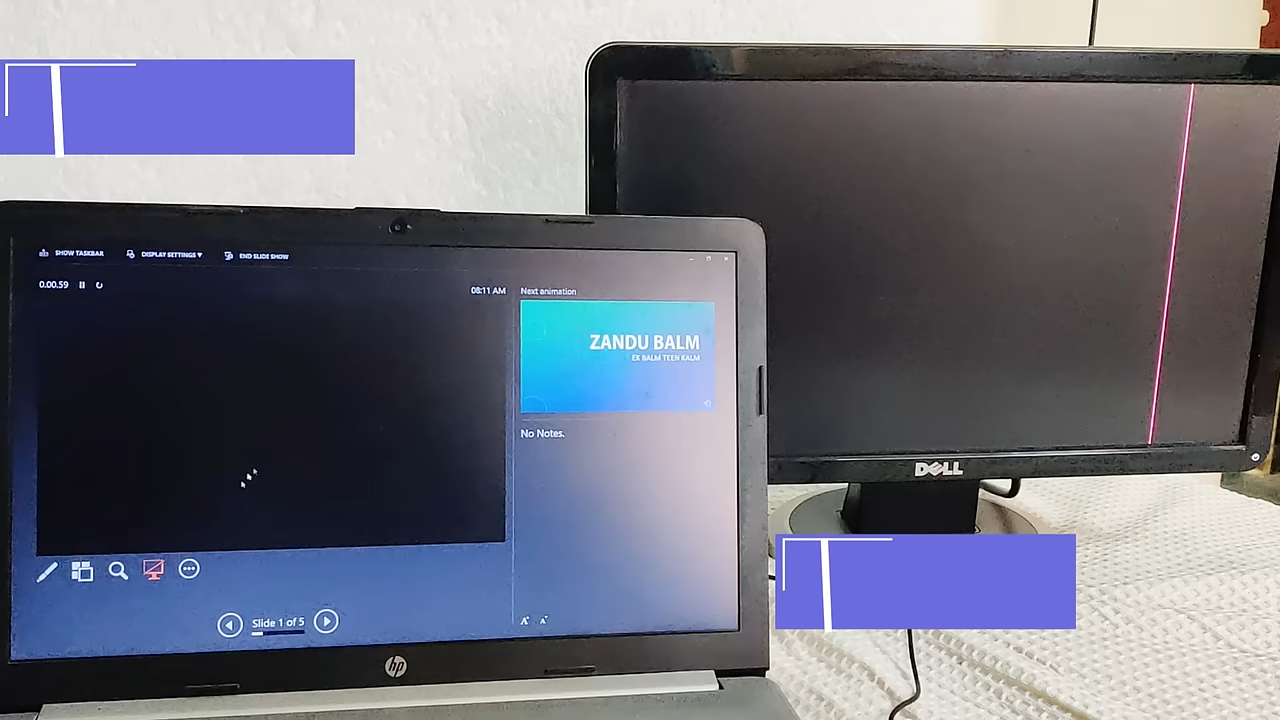 SHOW TASKBAR
DISPLAY SETTINGS ▼
END SLIDE SHOW
0.00.59
08:11 AM
Next animation
ZANDU BALM
EK BALM TEEN KALM
No Notes.
Slide 1 of 5
A A
hp
DELL